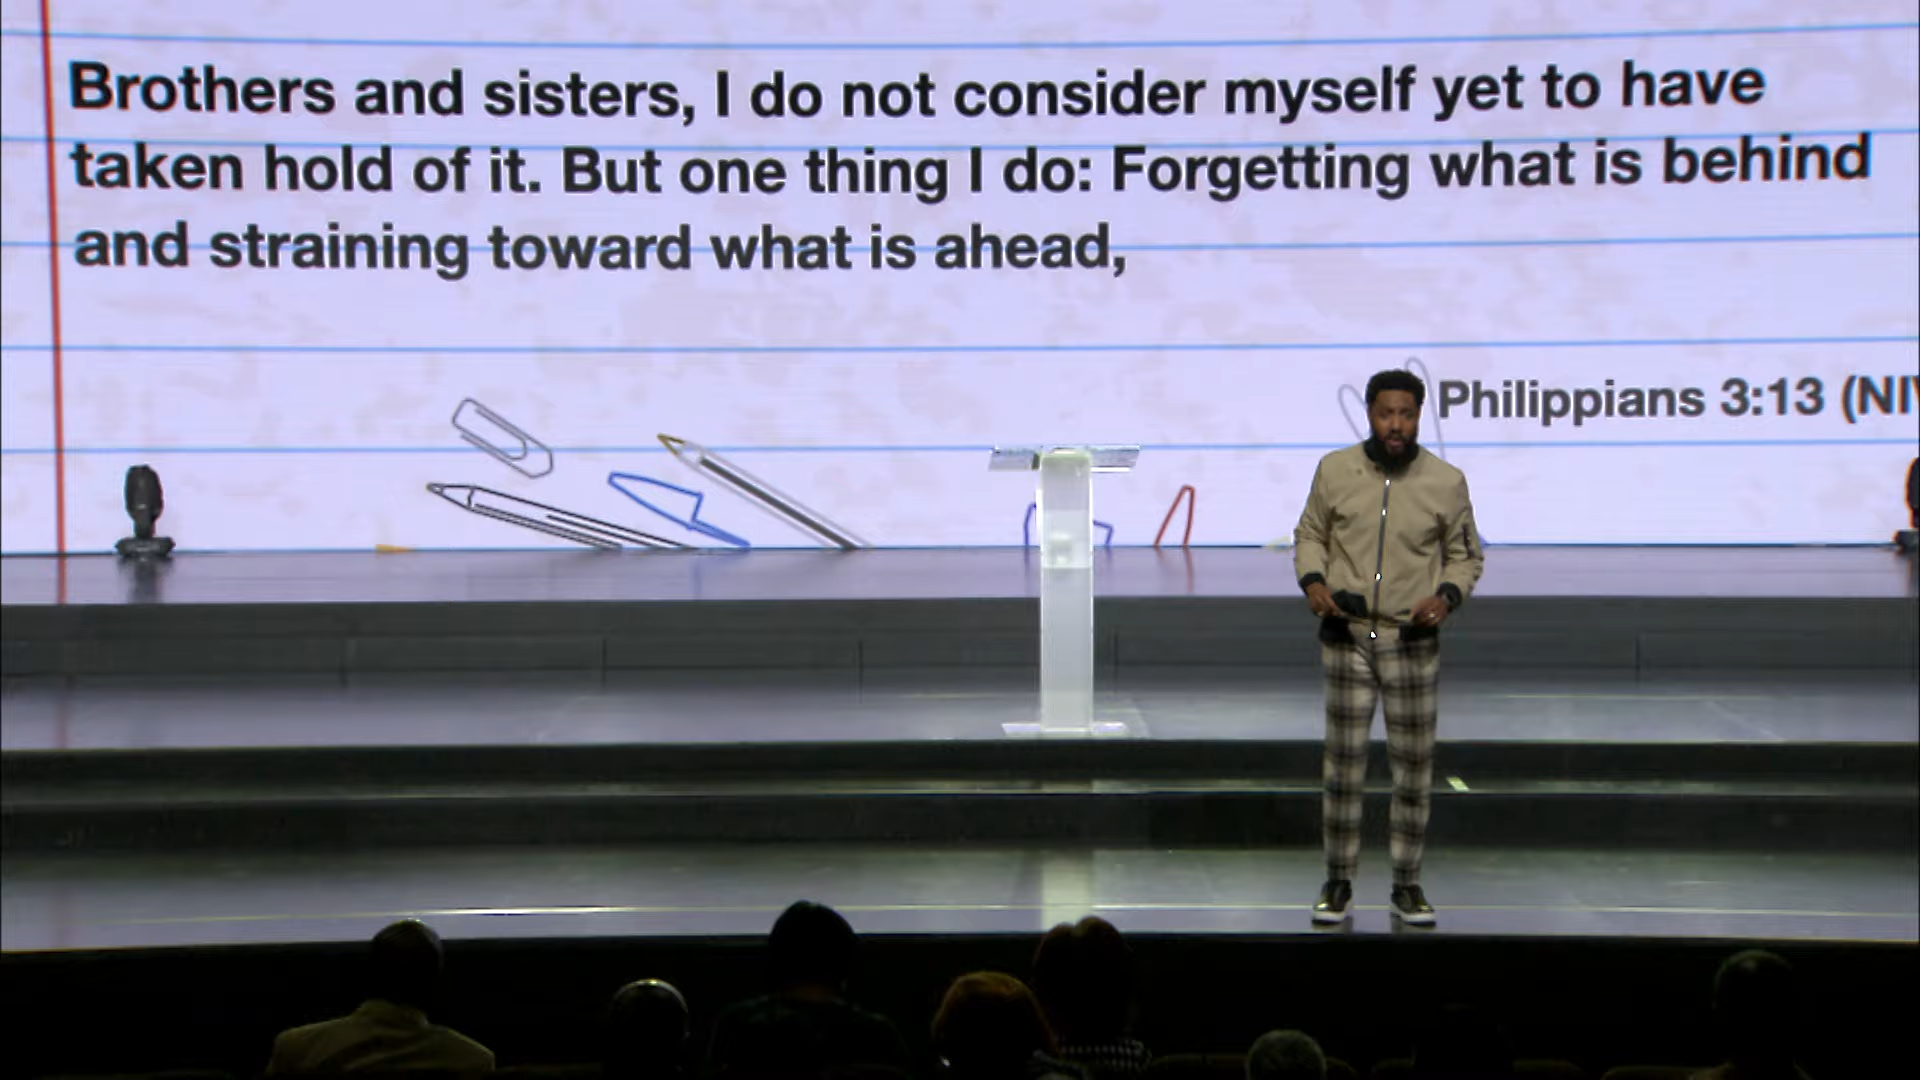 Brothers and sisters, I do not consider myself yet to have
taken hold of it. But one thing I do: Forgetting what is behind
and straining toward what is ahead,
Philippians 3:13 (NI